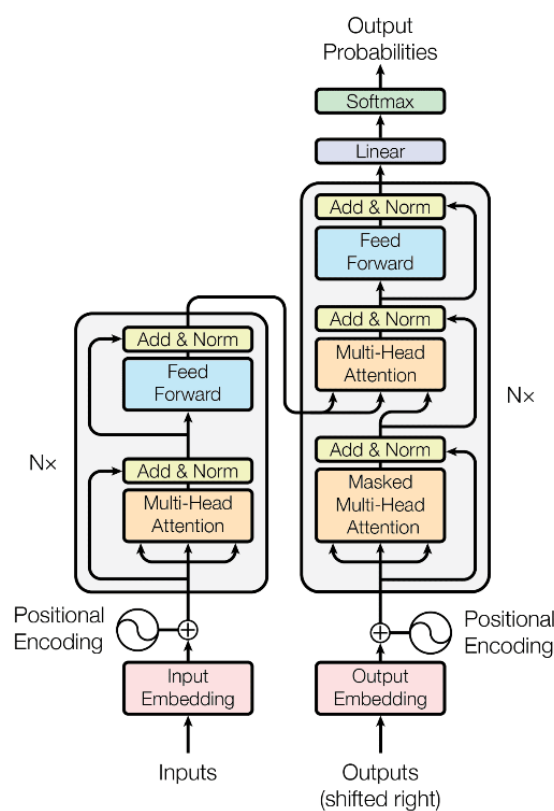 Output
Probabilities
Softmax
Linear
Add & Norm
Feed
Forward
Add & Norm
Multi-Head
Attention
Add & Norm
Masked
Multi-Head
Attention
N×
Add & Norm
Feed
Forward
Add & Norm
Multi-Head
Attention
N×
Positional
Encoding
Positional
Encoding
Input
Embedding
Output
Embedding
Inputs
Outputs
(shifted right)